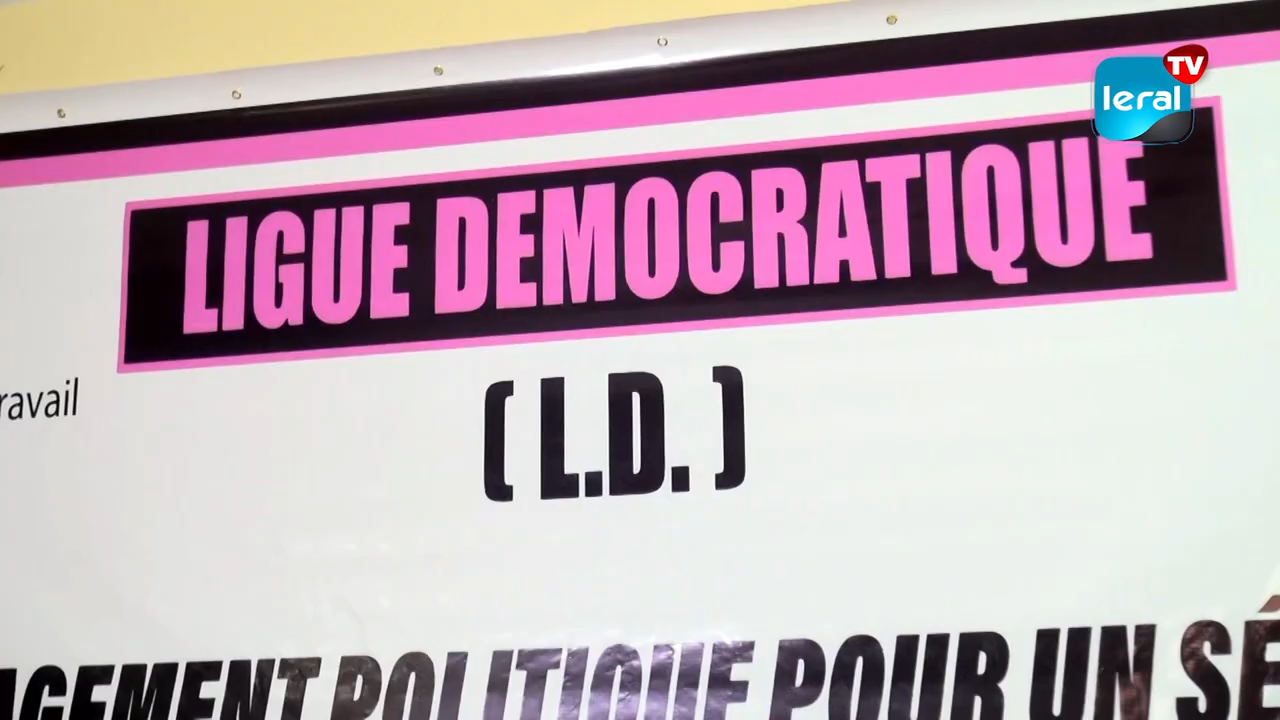 TV
leral
LIGUE DEMOCRATIQUE
ravail
( L.D. )
AGEMENT POLITIQUE POUR UN SÉ